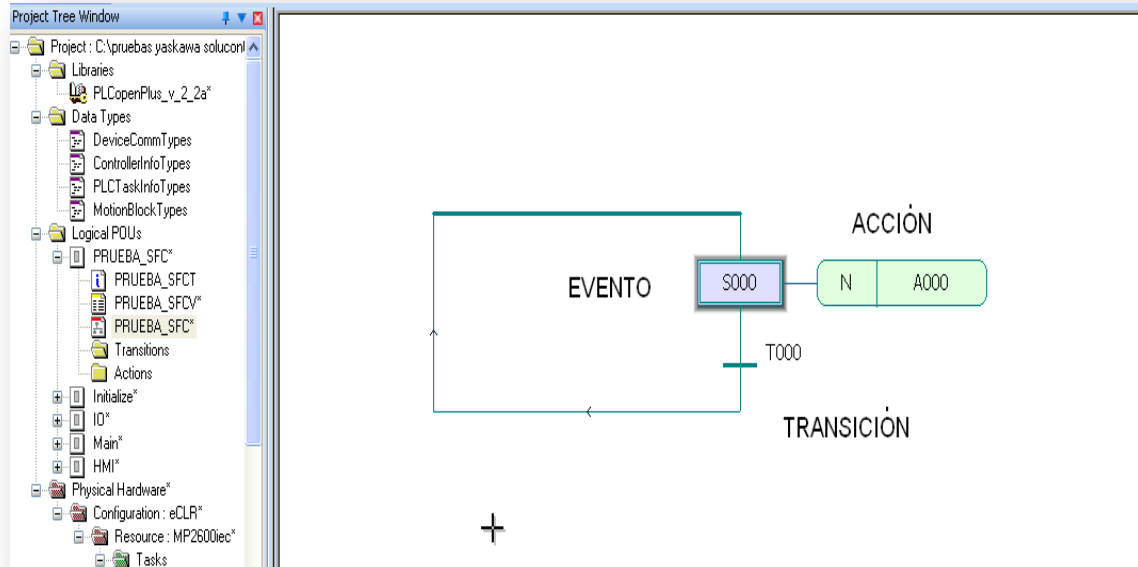 Project Tree Window
Project : C:\pruebas yaskawa solucont
Libraries
PLCopenPlus_v_2_2a*
Data Types
DeviceCommTypes
ControllerInfoTypes
PLCTaskInfoTypes
MotionBlockTypes
Logical POUs
PRUEBA_SFC*
PRUEBA_SFCT
PRUEBA_SFCV*
PRUEBA_SFC*
Transitions
Actions
Initialize*
IO*
Main*
HMI*
Physical Hardware*
Configuration : eCLR*
Resource : MP2600iec*
Tasks
ACCIÓN
EVENTO
S000
N
A000
T000
TRANSICIÓN